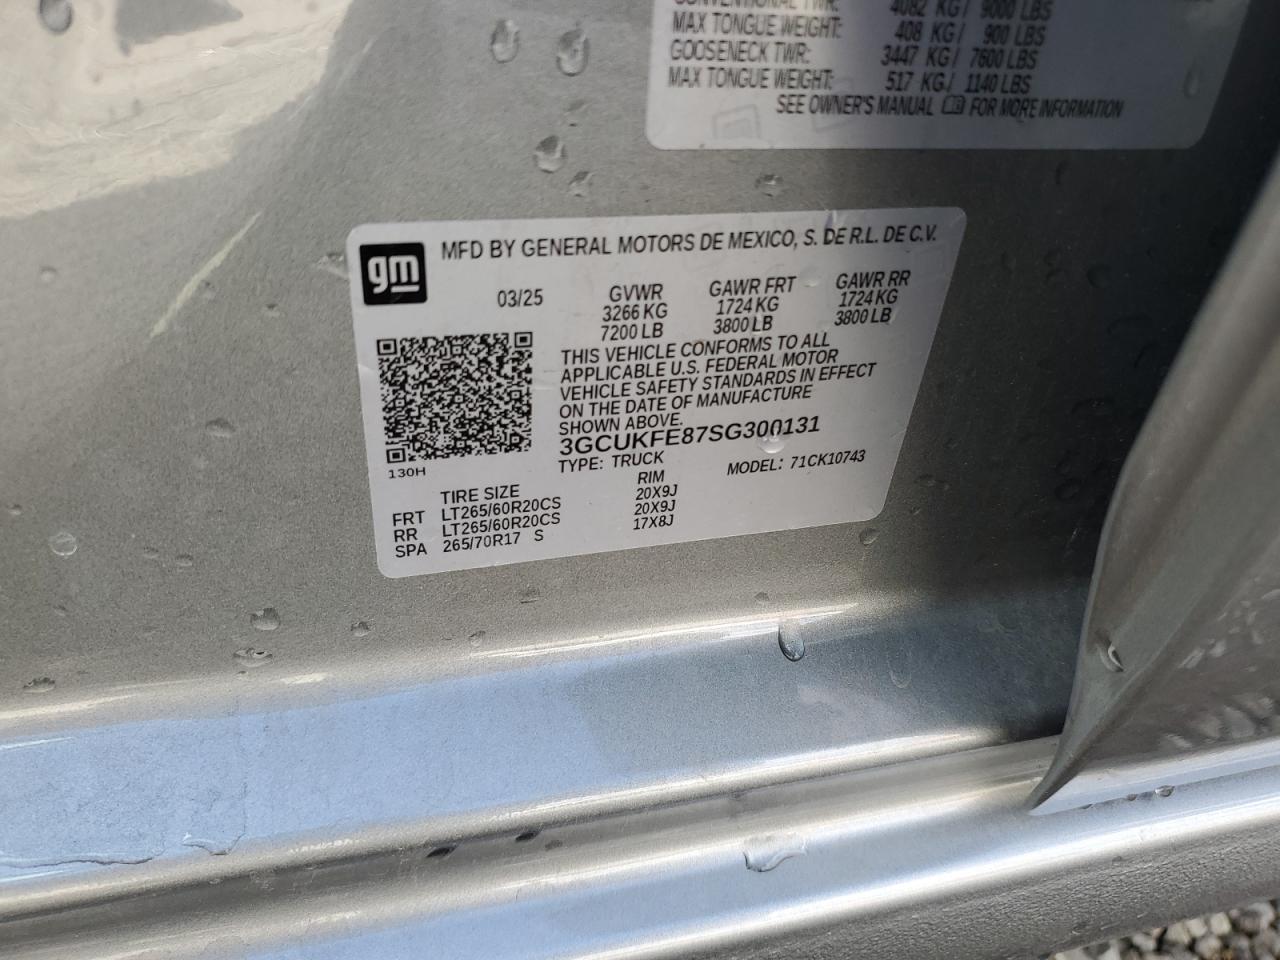 CONVENTIONAL TWR: 4082 KG/ 9000 LBS
MAX TONGUE WEIGHT: 408 KG/ 900 LBS
GOOSENECK TWR: 3447 KG/ 7600 LBS
MAX TONGUE WEIGHT: 517 KG/ 1140 LBS
SEE OWNER'S MANUAL FOR MORE INFORMATION
gm
MFD BY GENERAL MOTORS DE MEXICO, S. DE R.L. DE C.V.
03/25 GVWR GAWR FRT GAWR RR
3266 KG 1724 KG 1724 KG
7200 LB 3800 LB 3800 LB
THIS VEHICLE CONFORMS TO ALL
APPLICABLE U.S. FEDERAL MOTOR
VEHICLE SAFETY STANDARDS IN EFFECT
ON THE DATE OF MANUFACTURE
SHOWN ABOVE.
3GCUKFE87SG300131
130H
TYPE: TRUCK MODEL: 71CK10743
TIRE SIZE RIM
FRT LT265/60R20CS 20X9J
RR LT265/60R20CS 20X9J
SPA 265/70R17 S 17X8J